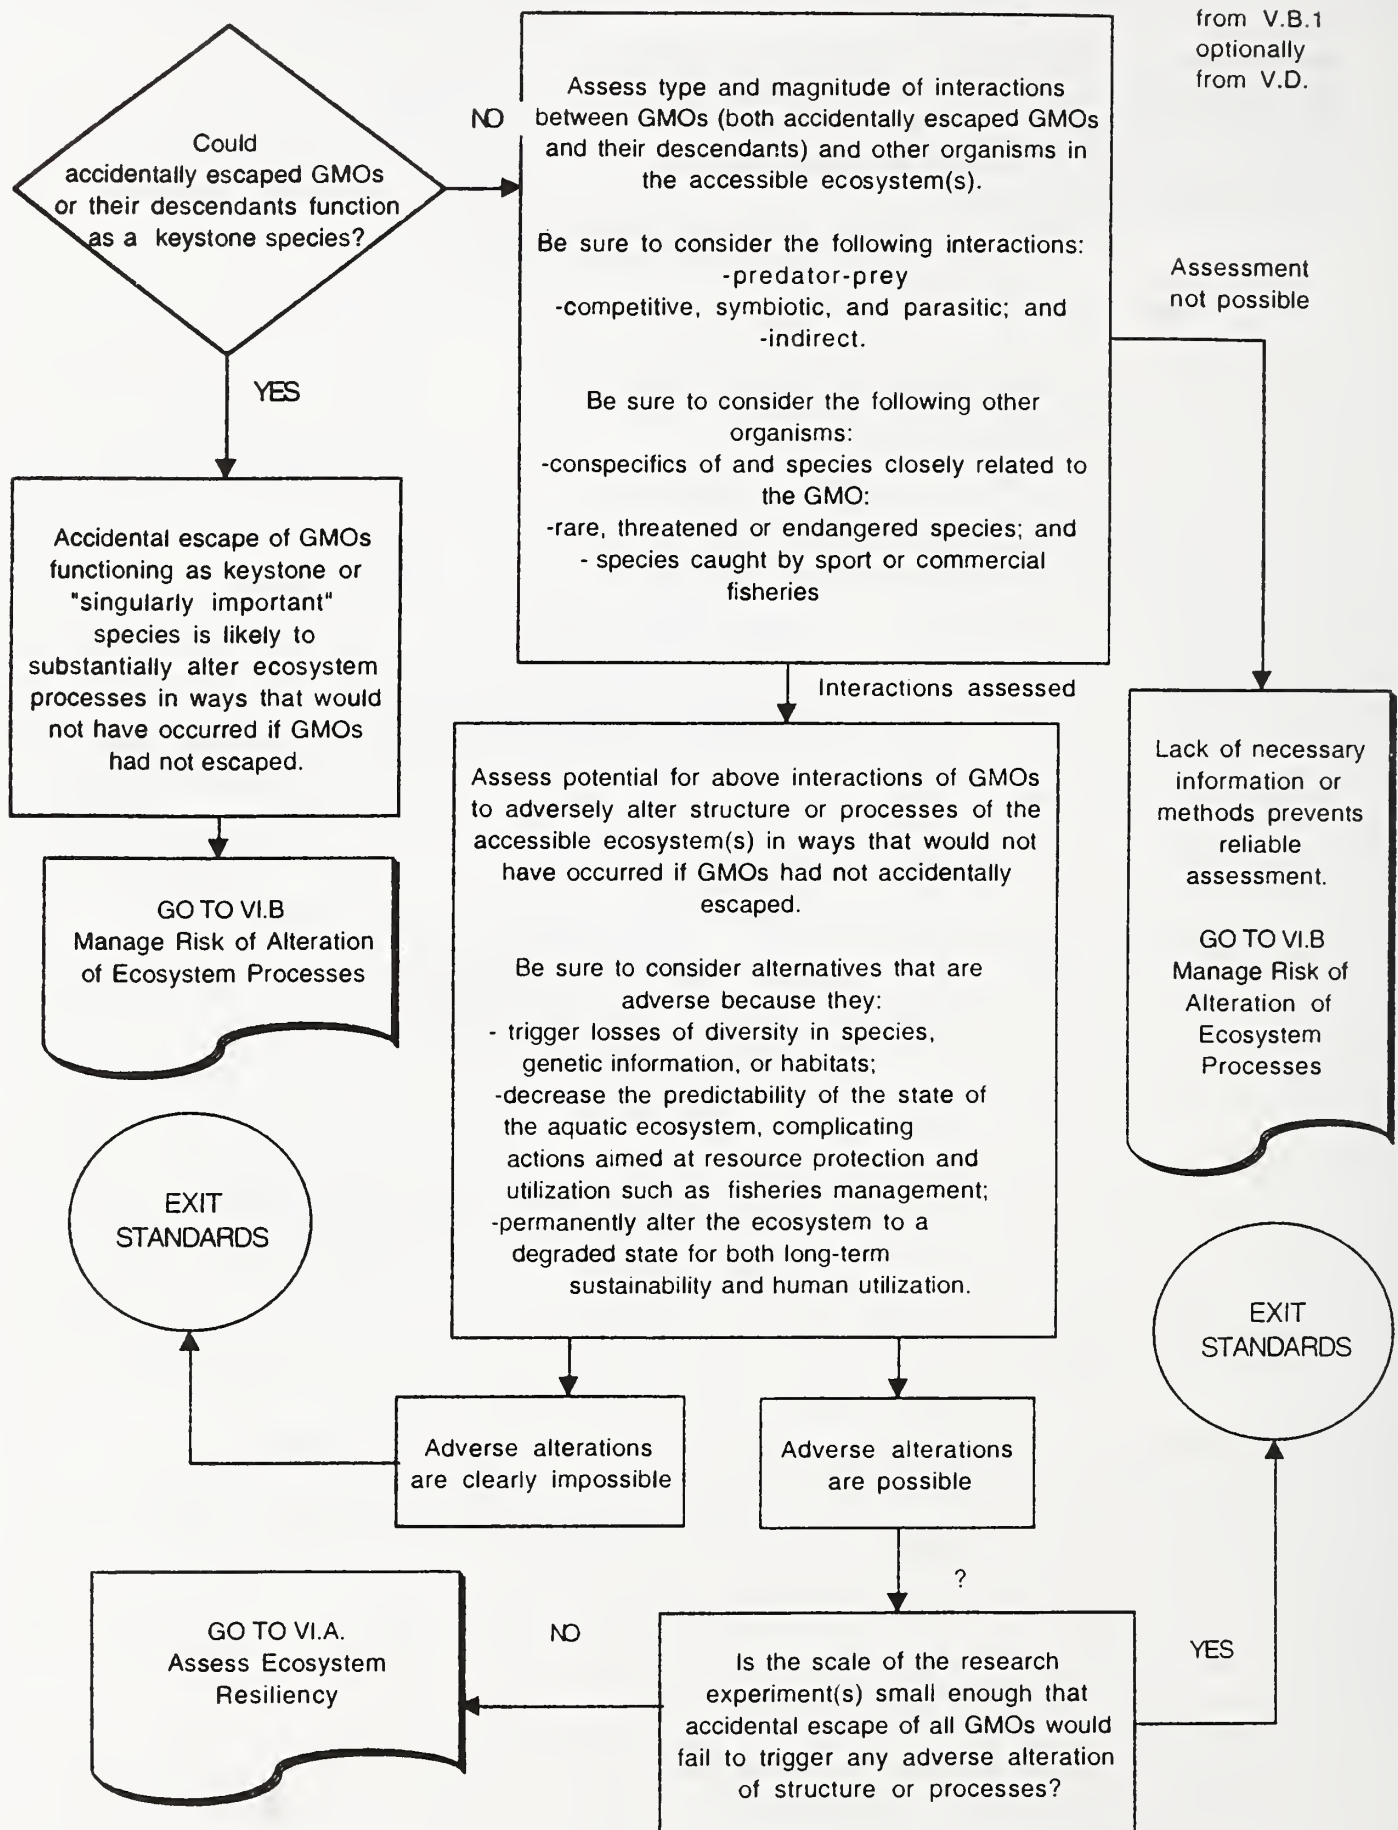 from V.B.1
optionally
from V.D.
Could
accidentally escaped GMOs
or their descendants function
as a keystone species?
NO
YES
Assess type and magnitude of interactions
between GMOs (both accidentally escaped GMOs
and their descendants) and other organisms in
the accessible ecosystem(s).
Be sure to consider the following interactions:
-predator-prey
-competitive, symbiotic, and parasitic; and
-indirect.
Be sure to consider the following other
organisms:
-conspecifics of and species closely related to
the GMO:
-rare, threatened or endangered species; and
- species caught by sport or commercial
fisheries
Assessment
not possible
Accidental escape of GMOs
functioning as keystone or
"singularly important"
species is likely to
substantially alter ecosystem
processes in ways that would
not have occurred if GMOs
had not escaped.
GO TO VI.B
Manage Risk of Alteration
of Ecosystem Processes
Interactions assessed
Assess potential for above interactions of GMOs
to adversely alter structure or processes of the
accessible ecosystem(s) in ways that would not
have occurred if GMOs had not accidentally
escaped.
Be sure to consider alternatives that are
adverse because they:
- trigger losses of diversity in species,
genetic information, or habitats;
-decrease the predictability of the state of
the aquatic ecosystem, complicating
actions aimed at resource protection and
utilization such as fisheries management;
-permanently alter the ecosystem to a
degraded state for both long-term
sustainability and human utilization.
Lack of necessary
information or
methods prevents
reliable
assessment.
GO TO VI.B
Manage Risk of
Alteration of
Ecosystem
Processes
EXIT
STANDARDS
EXIT
STANDARDS
Adverse alterations
are clearly impossible
Adverse alterations
are possible
?
GO TO VI.A.
Assess Ecosystem
Resiliency
NO
Is the scale of the research
experiment(s) small enough that
accidental escape of all GMOs would
fail to trigger any adverse alteration
of structure or processes?
YES